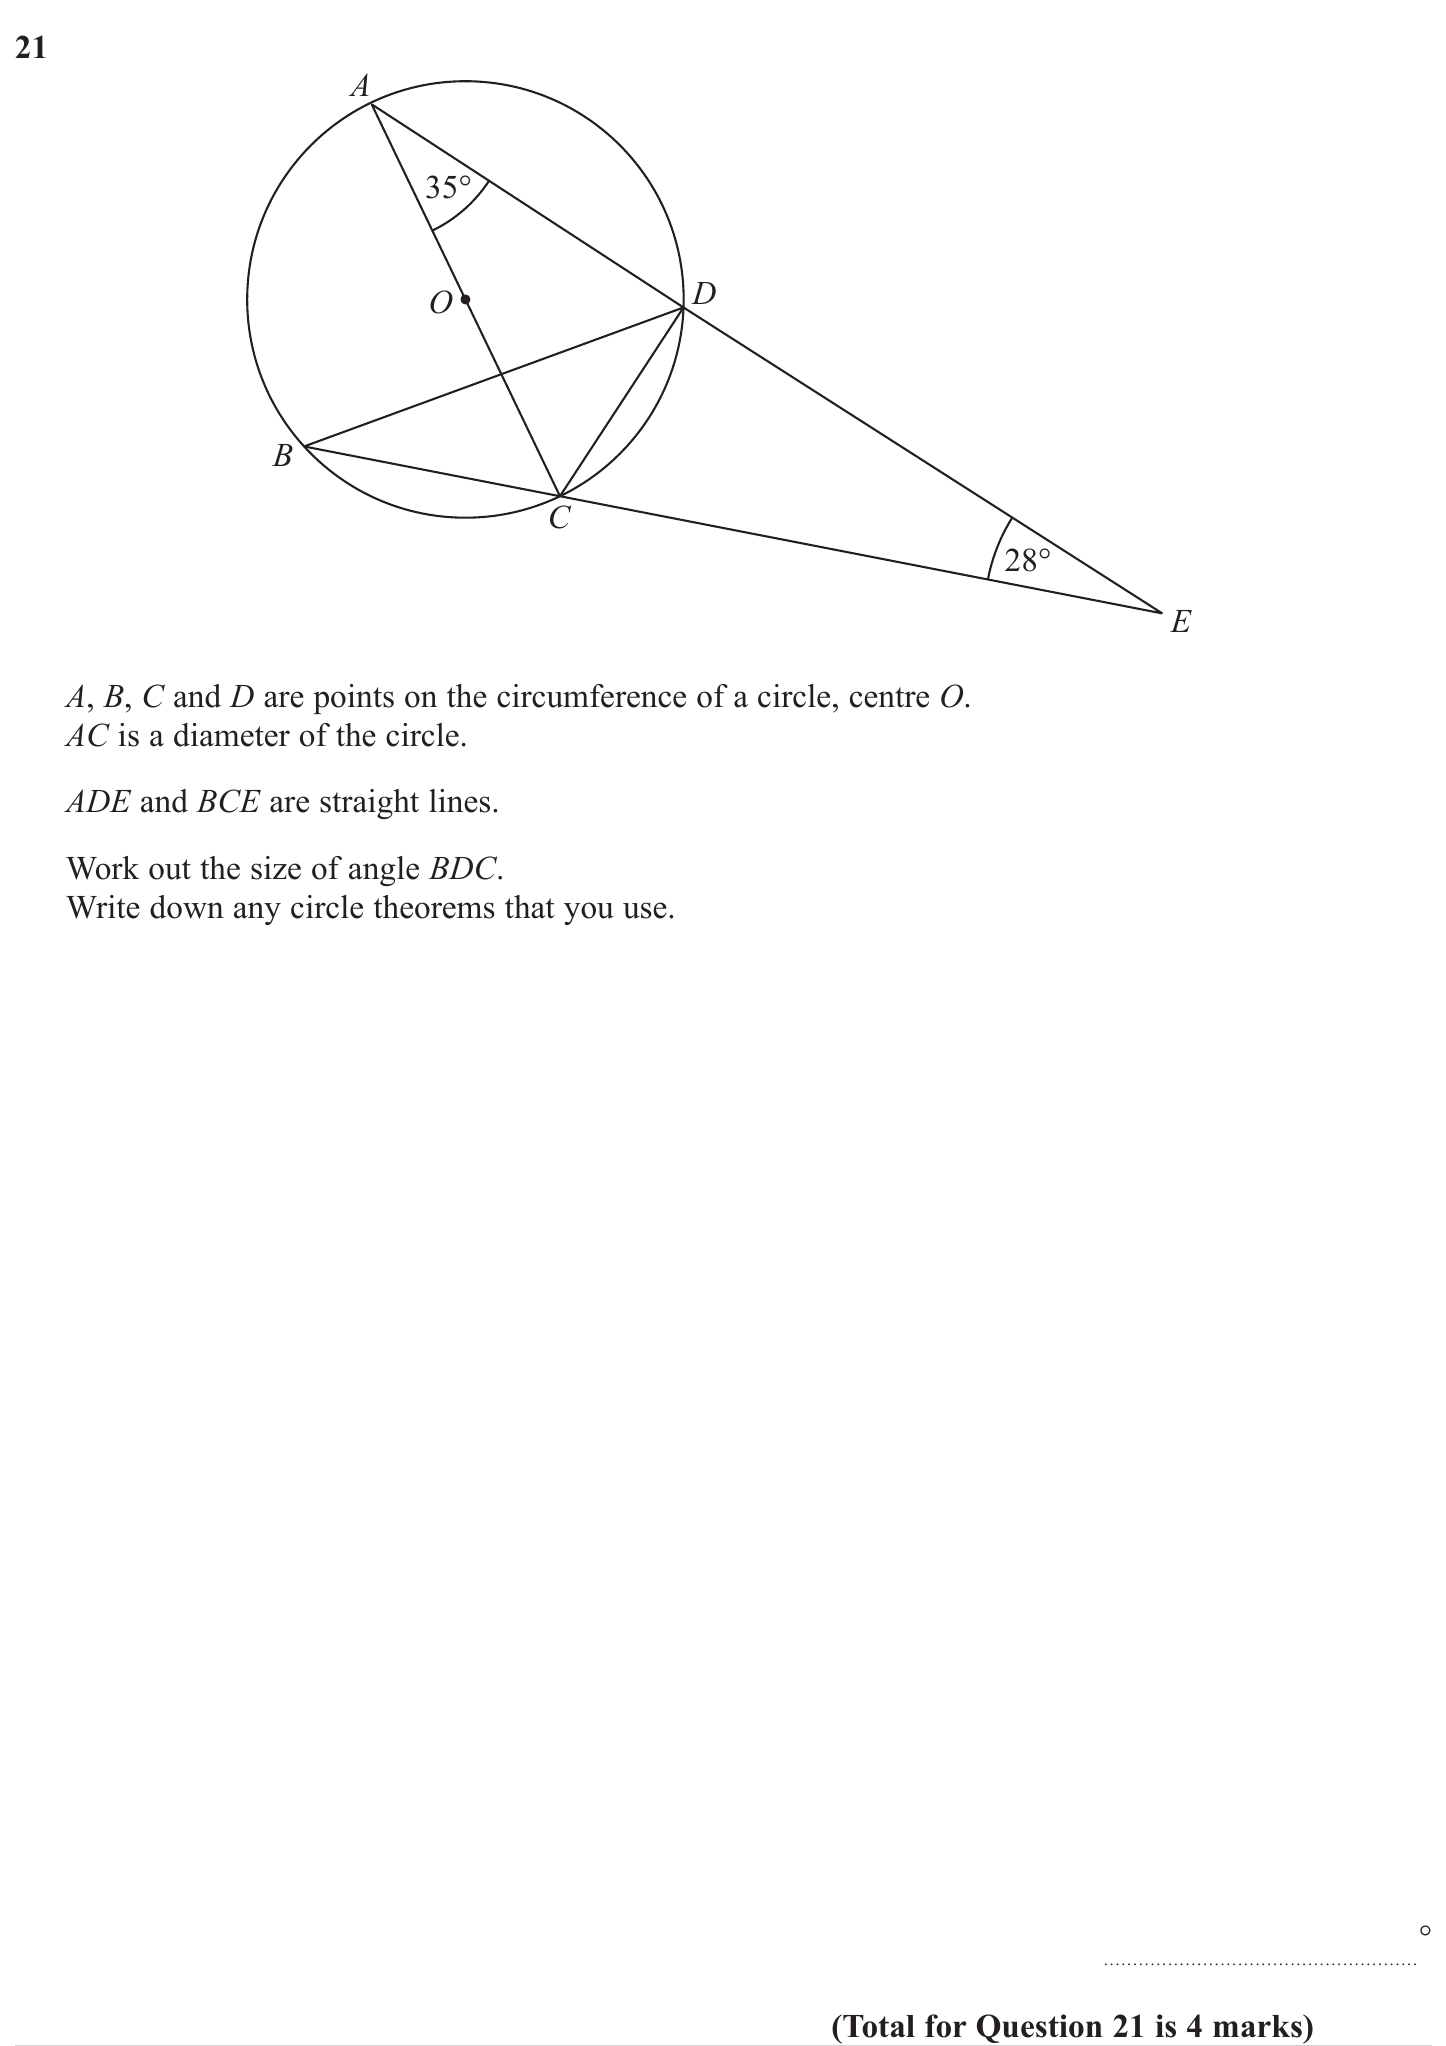 21
A
35°
D
O
B
C
28°
E
A, B, C and D are points on the circumference of a circle, centre O.
AC is a diameter of the circle.
ADE and BCE are straight lines.
Work out the size of angle BDC.
Write down any circle theorems that you use.
°
(Total for Question 21 is 4 marks)